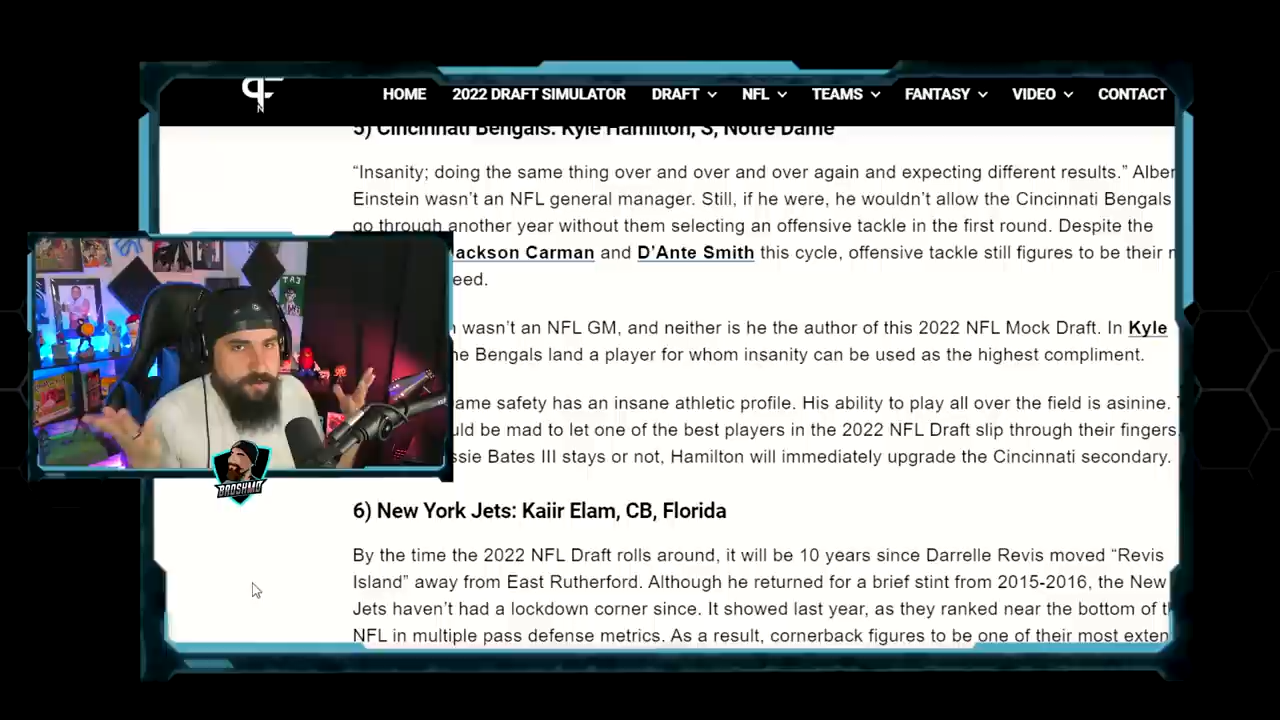 HOME 2022 DRAFT SIMULATOR DRAFT NFL TEAMS FANTASY VIDEO CONTACT
5) Cincinnati Bengals: Kyle Hamilton, S, Notre Dame
“Insanity; doing the same thing over and over and over again and expecting different results.” Alber
Einstein wasn’t an NFL general manager. Still, if he were, he wouldn’t allow the Cincinnati Bengals
go through another year without them selecting an offensive tackle in the first round. Despite the
Jackson Carman and D’Ante Smith this cycle, offensive tackle still figures to be their
eed.
wasn’t an NFL GM, and neither is he the author of this 2022 NFL Mock Draft. In Kyle
he Bengals land a player for whom insanity can be used as the highest compliment.
ame safety has an insane athletic profile. His ability to play all over the field is asinine.
uld be mad to let one of the best players in the 2022 NFL Draft slip through their fingers.
ssie Bates III stays or not, Hamilton will immediately upgrade the Cincinnati secondary.
BROSHMO
6) New York Jets: Kaiir Elam, CB, Florida
By the time the 2022 NFL Draft rolls around, it will be 10 years since Darrelle Revis moved “Revis
Island” away from East Rutherford. Although he returned for a brief stint from 2015-2016, the New
Jets haven’t had a lockdown corner since. It showed last year, as they ranked near the bottom of t
NFL in multiple pass defense metrics. As a result, cornerback figures to be one of their most exten